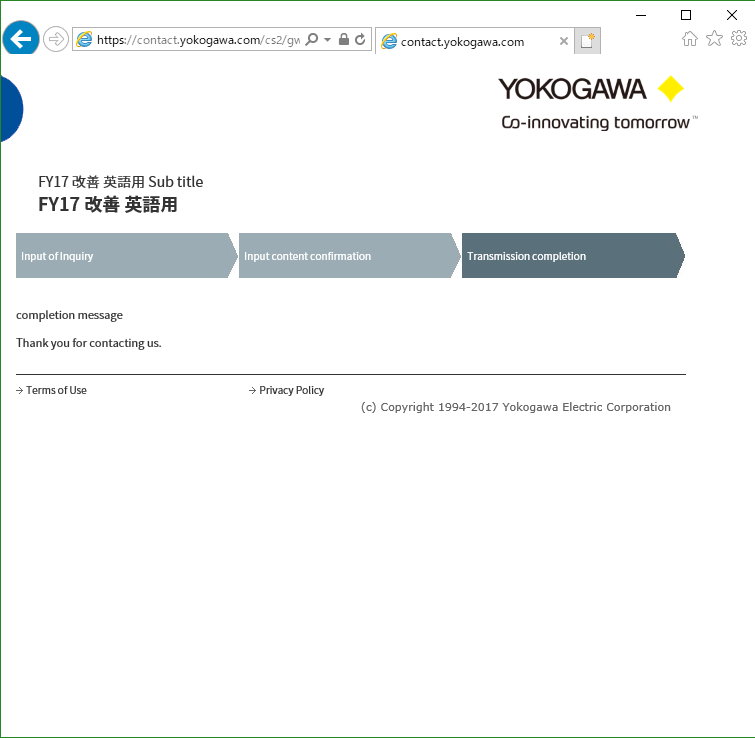 https://contact.yokogawa.com/cs2/gw
contact.yokogawa.com
YOKOGAWA
Co-innovating tomorrow™
FY17 改善 英語用 Sub title
FY17 改善 英語用
Input of Inquiry
Input content confirmation
Transmission completion
completion message
Thank you for contacting us.
Terms of Use
Privacy Policy
(c) Copyright 1994-2017 Yokogawa Electric Corporation